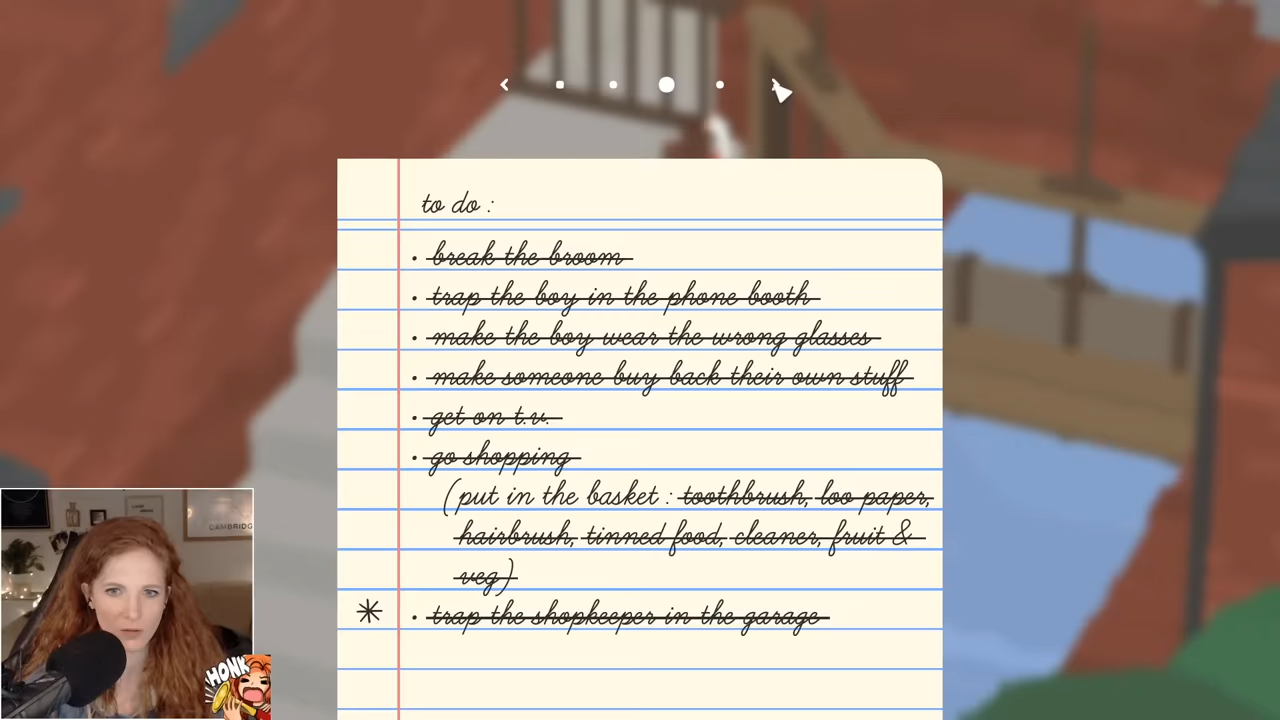 to do :
• break the broom
• trap the boy in the phone booth
• make the boy wear the wrong glasses
• make someone buy back their own stuff
• get on t.v.
• go shopping
(put in the basket : toothbrush, loo paper,
hairbrush, tinned food, cleaner, fruit &
veg)
• trap the shopkeeper in the garage
CAMBRIDG
HONK